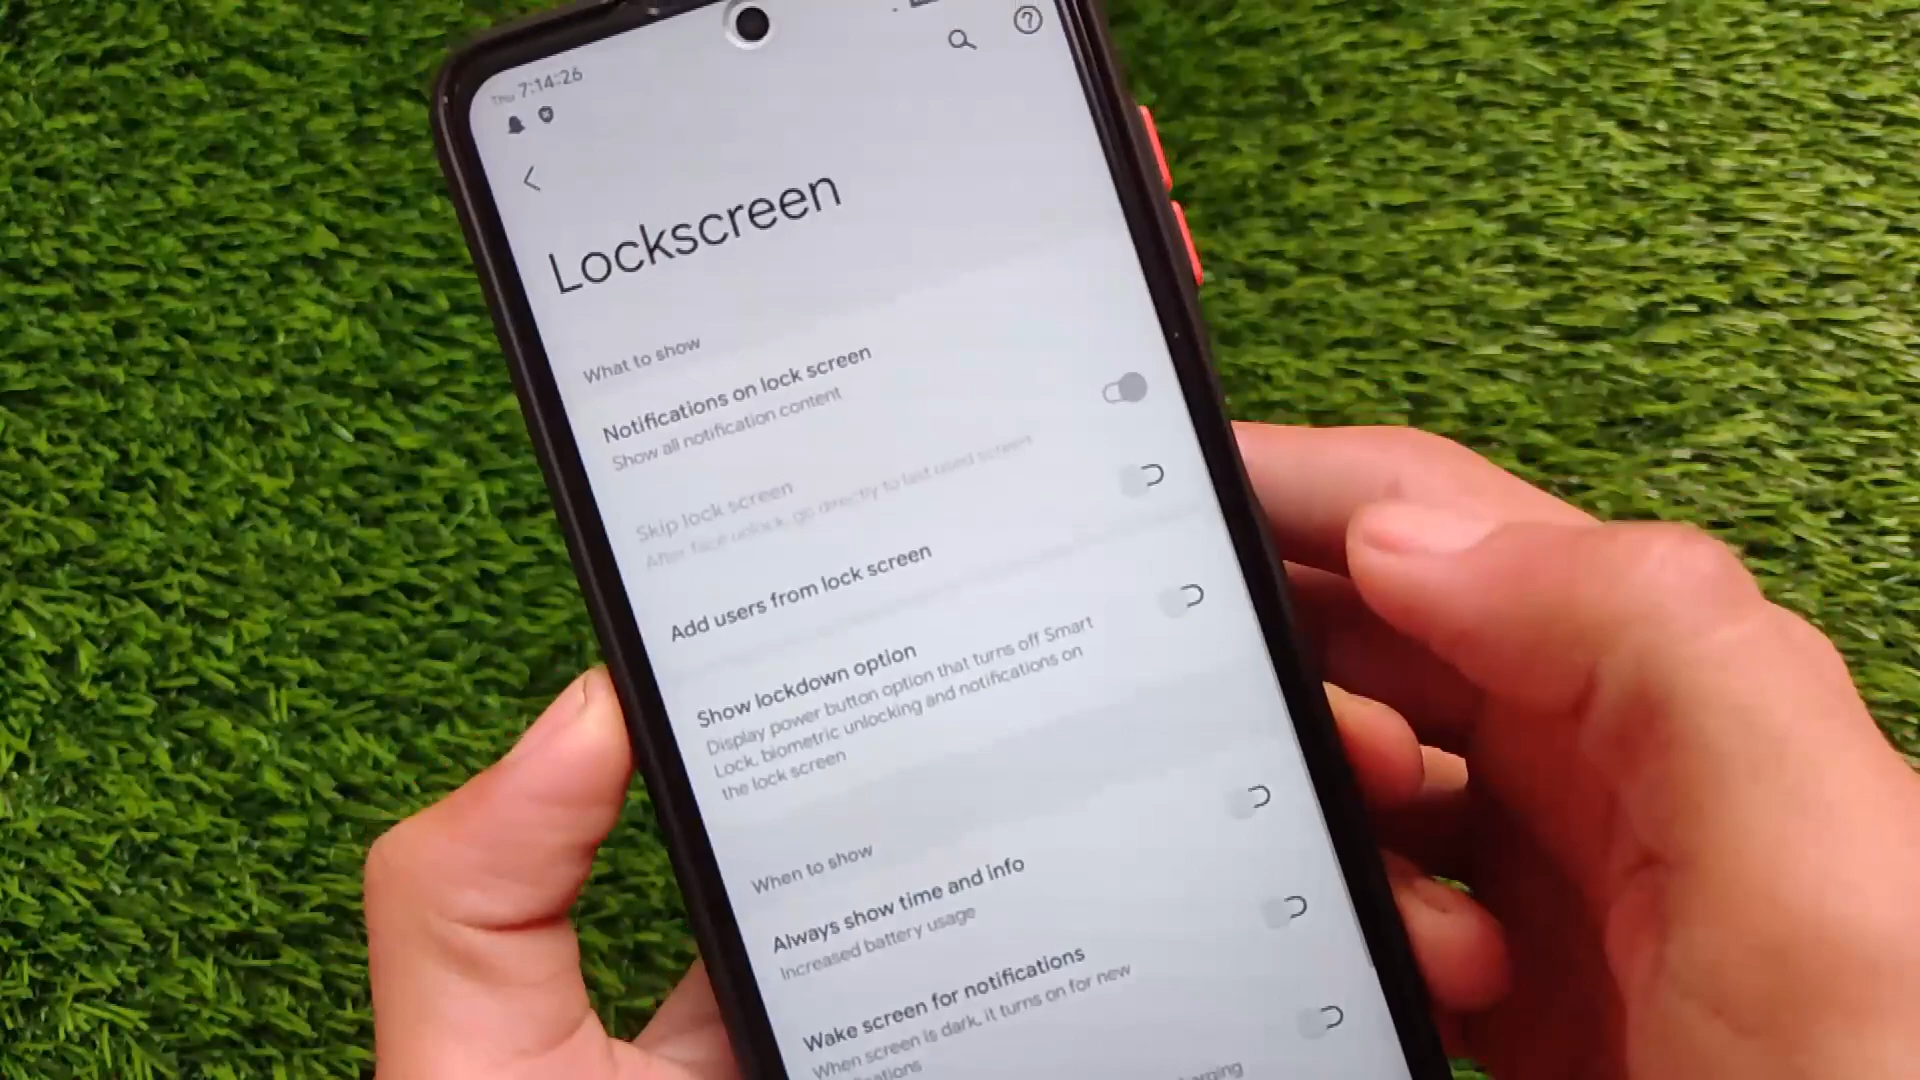 Thu 7:14:26
Lockscreen
What to show
Notifications on lock screen
Show all notification content
Skip lock screen
After face unlock, go directly to last used screen
Add users from lock screen
Show lockdown option
Display power button option that turns off Smart
Lock, biometric unlocking and notifications on
the lock screen
When to show
Always show time and info
Increased battery usage
Wake screen for notifications
When screen is dark, it turns on for new